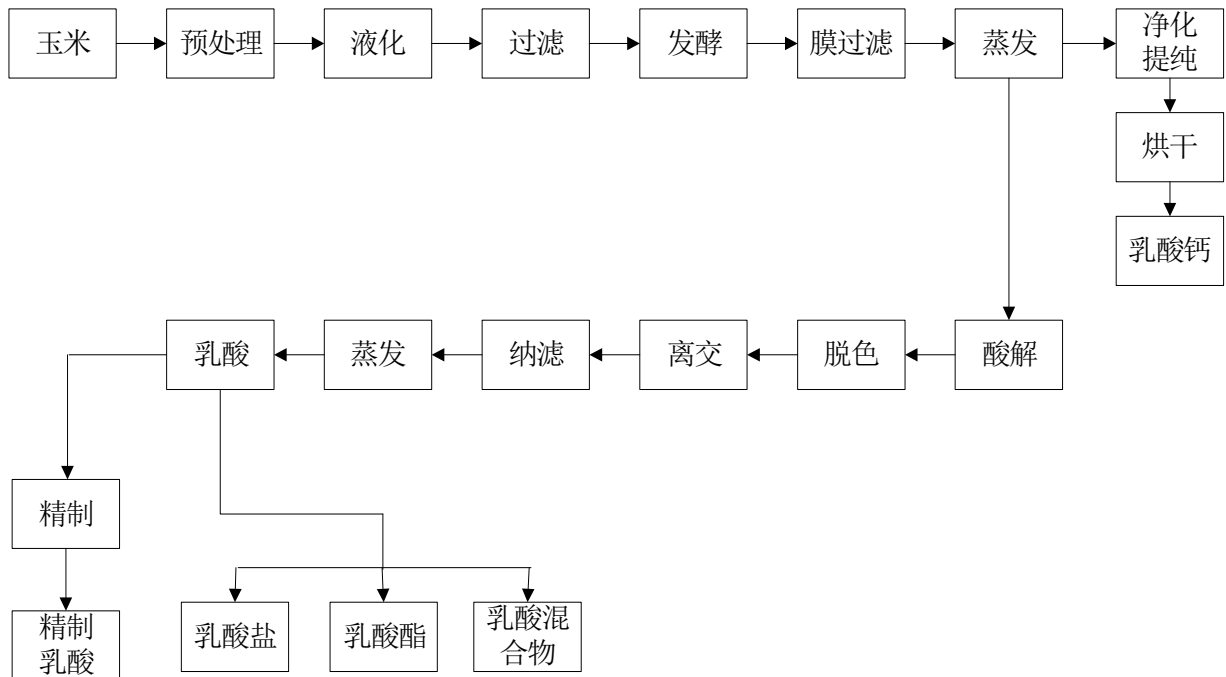 玉米
预处理
液化
过滤
发酵
膜过滤
蒸发
净化
提纯
烘干
乳酸钙
乳酸
蒸发
纳滤
离交
脱色
酸解
精制
精制
乳酸
乳酸盐
乳酸酯
乳酸混
合物